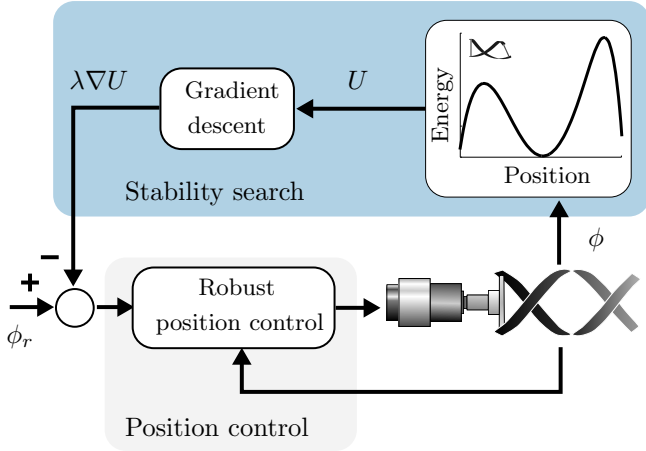 λ∇U
Gradient
descent
U
Energy
Position
Stability search
ϕ
+
−
ϕ_r
Robust
position control
Position control